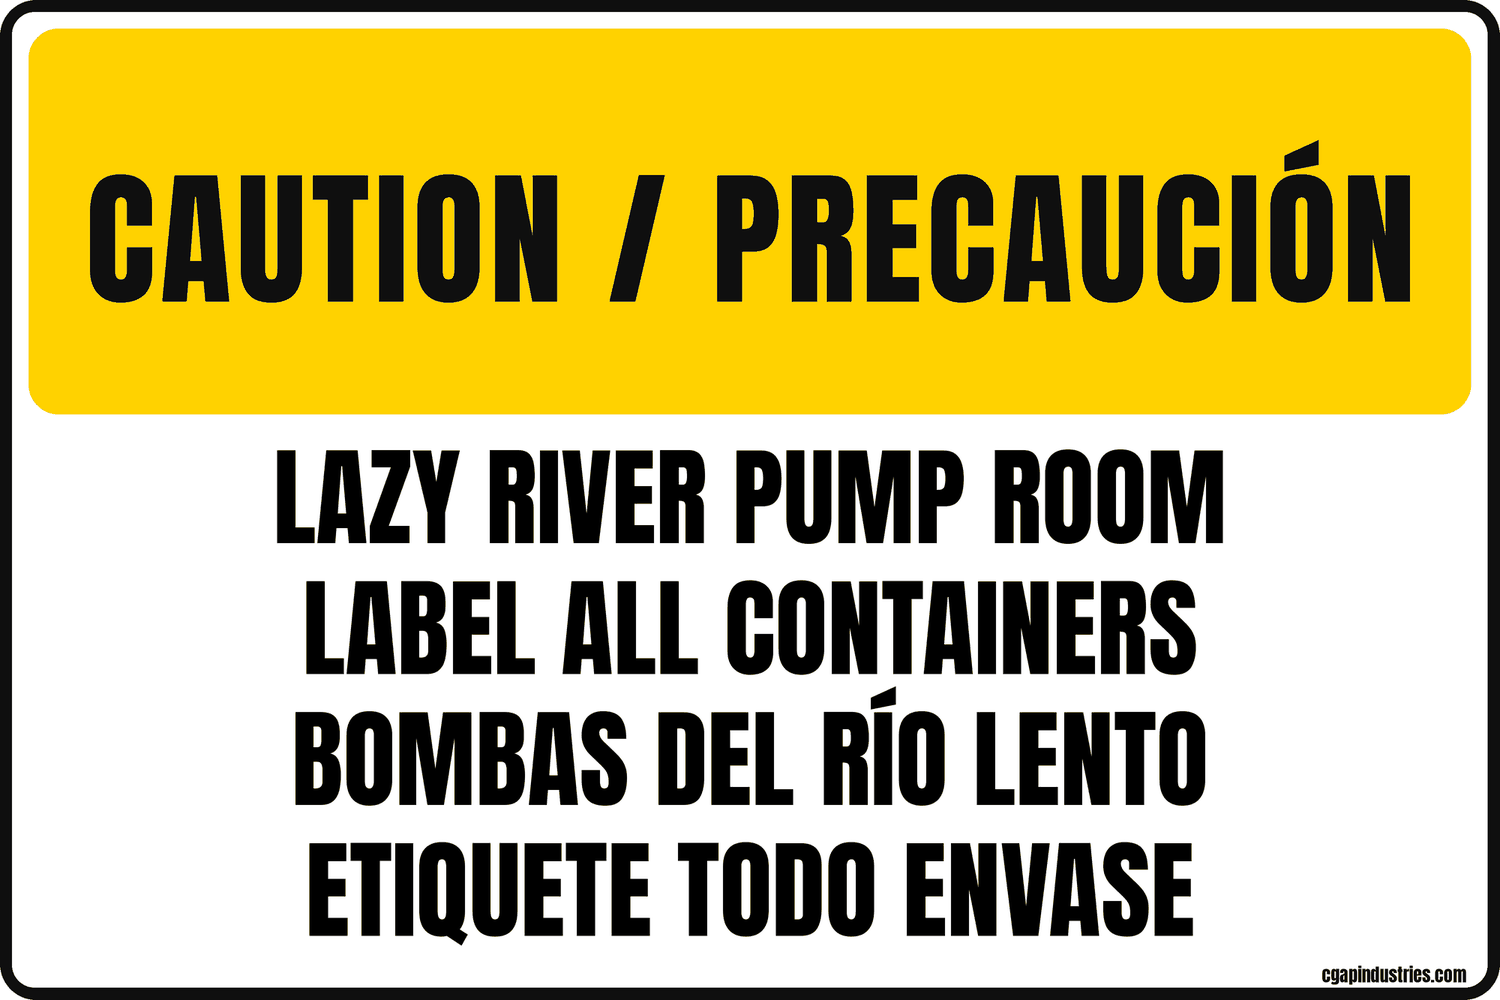 CAUTION / PRECAUCIÓN
LAZY RIVER PUMP ROOM
LABEL ALL CONTAINERS
BOMBAS DEL RÍO LENTO
ETIQUETE TODO ENVASE
cgapindustries.com